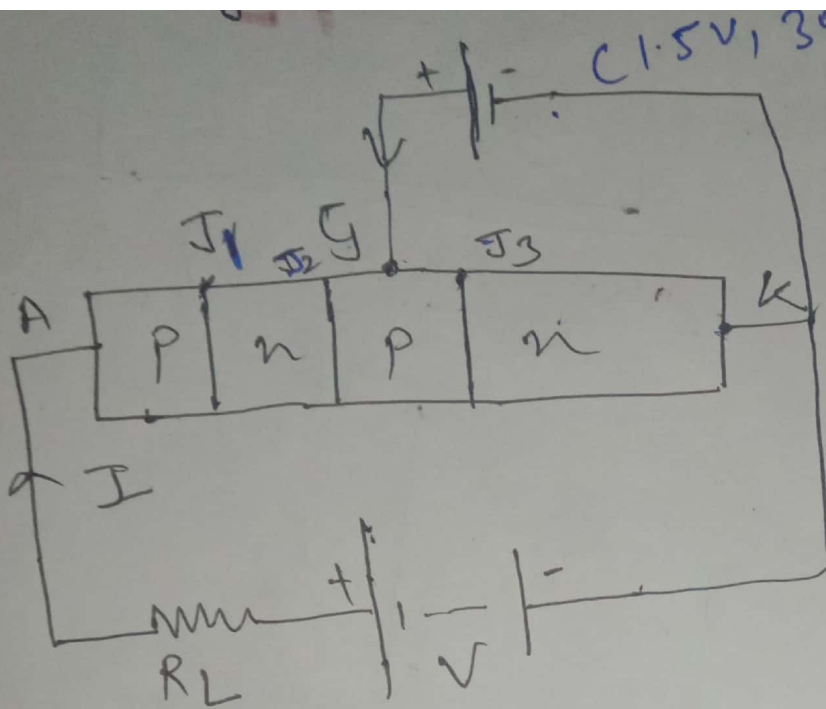 + - (1.5V, 3
J1 J2 G J3
A p n p n K
I
+ -
RL V